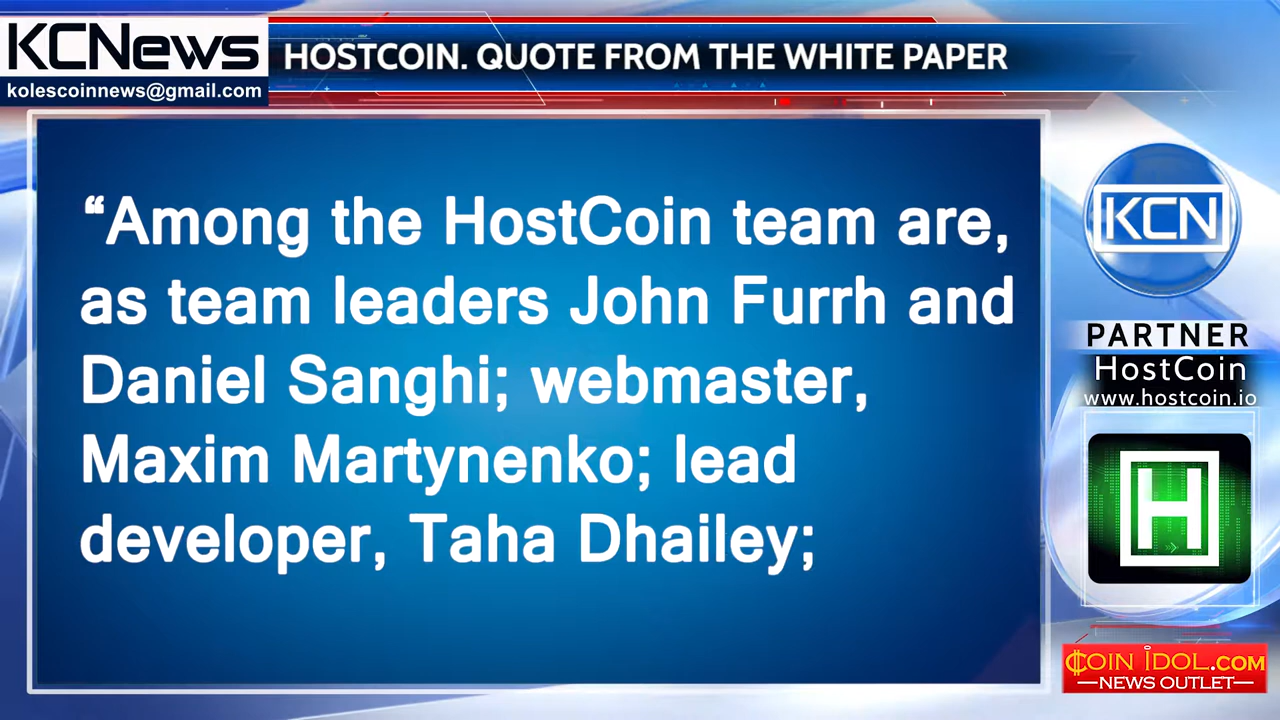 KCNews
kolescoinnews@gmail.com
HOSTCOIN. QUOTE FROM THE WHITE PAPER
“Among the HostCoin team are,
as team leaders John Furrh and
Daniel Sanghi; webmaster,
Maxim Martynenko; lead
developer, Taha Dhailey;
KCN
PARTNER
HostCoin
www.hostcoin.io
H
COIN IDOL.COM
NEWS OUTLET